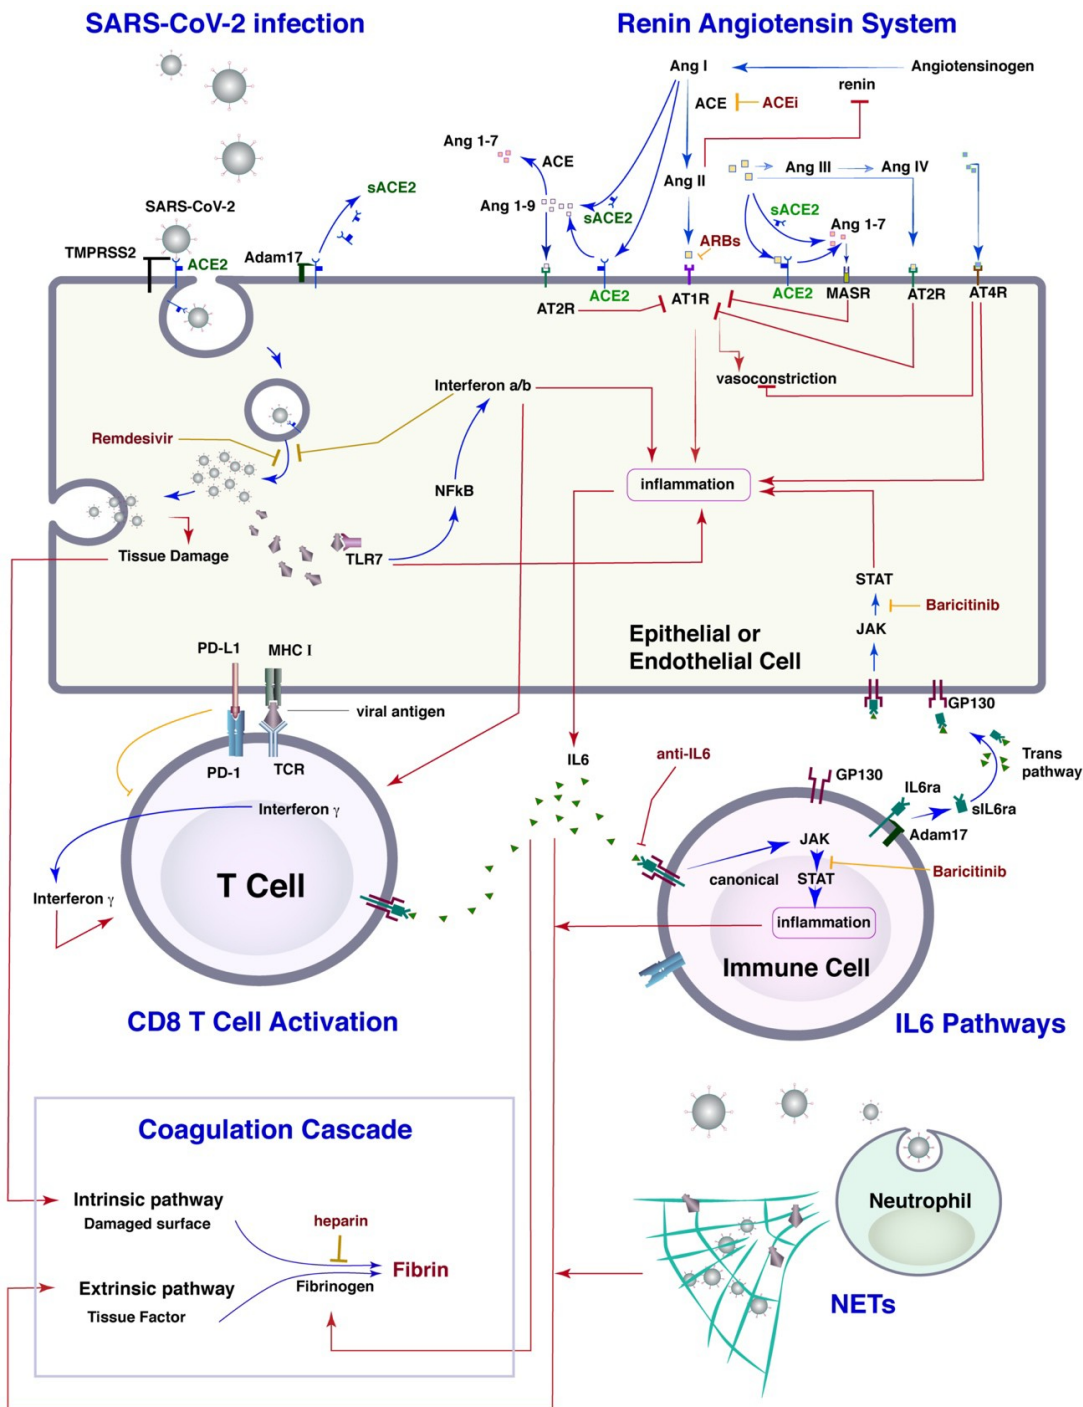 SARS-CoV-2 infection
Renin Angiotensin System
Ang I
Angiotensinogen
renin
ACE
ACEi
Ang 1-7
ACE
Ang II
Ang III
Ang IV
sACE2
Ang 1-9
sACE2
sACE2
Ang 1-7
SARS-CoV-2
TMPRSS2
ACE2
Adam17
ARBs
AT2R
ACE2
AT1R
ACE2
MASR
AT2R
AT4R
vasoconstriction
Interferon a/b
Remdesivir
NFkB
inflammation
Tissue Damage
TLR7
STAT
Baricitinib
JAK
Epithelial or
Endothelial Cell
PD-L1
MHC I
viral antigen
GP130
PD-1
TCR
IL6
anti-IL6
GP130
Trans
pathway
IL6ra
sIL6ra
Adam17
Interferon γ
JAK
canonical
STAT
Baricitinib
T Cell
Interferon γ
inflammation
Immune Cell
CD8 T Cell Activation
IL6 Pathways
Coagulation Cascade
Intrinsic pathway
Damaged surface
heparin
Fibrin
Extrinsic pathway
Fibrinogen
Tissue Factor
Neutrophil
NETs